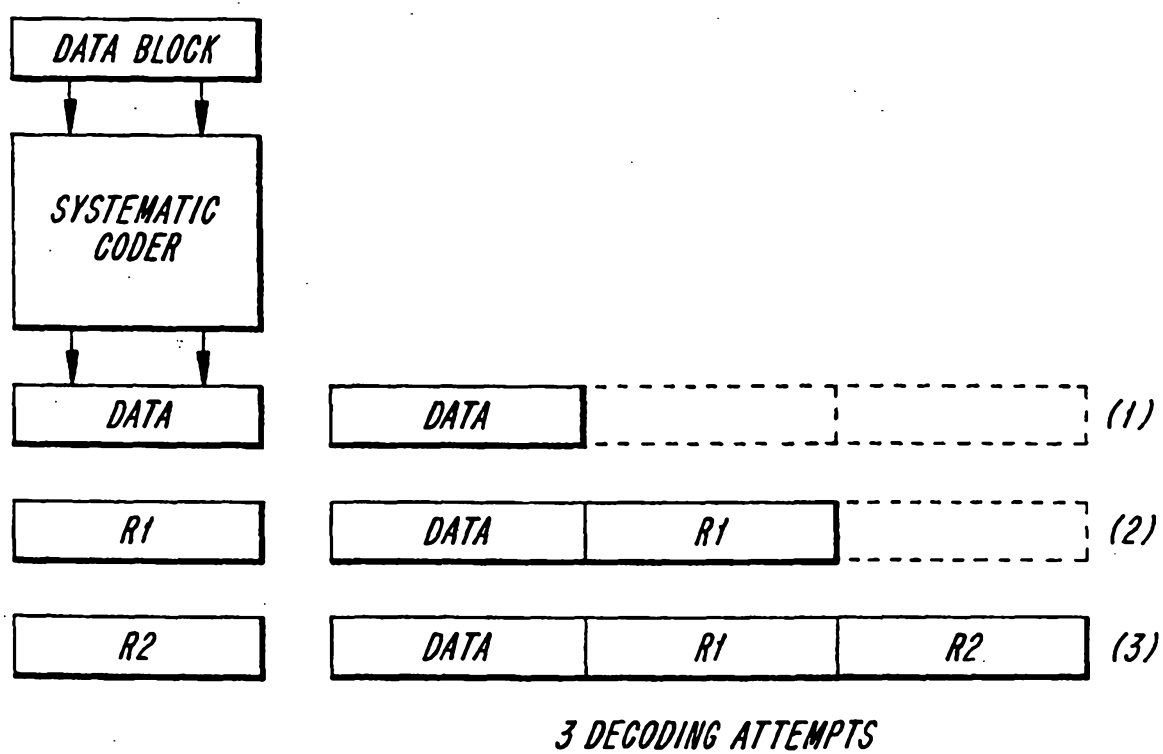 DATA BLOCK
SYSTEMATIC
CODER
DATA DATA (1)
R1 DATA R1 (2)
R2 DATA R1 R2 (3)
3 DECODING ATTEMPTS